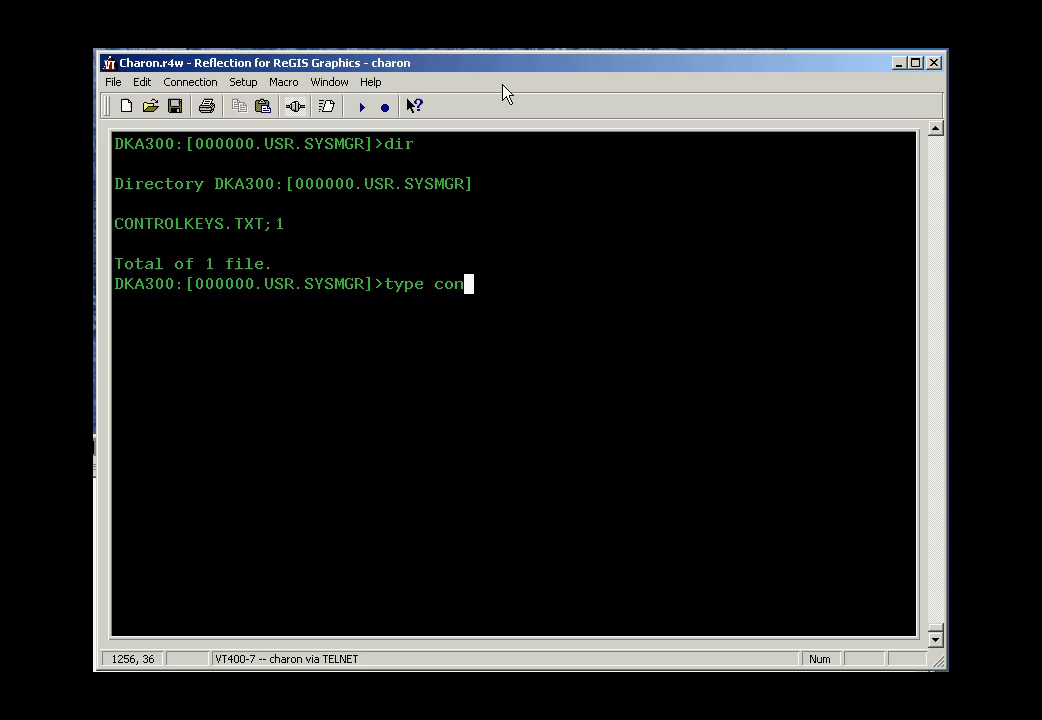 Charon.r4w - Reflection for ReGIS Graphics - charon
File Edit Connection Setup Macro Window Help
DKA300:[000000.USR.SYSMGR]>dir
Directory DKA300:[000000.USR.SYSMGR]
CONTROLKEYS.TXT;1
Total of 1 file.
DKA300:[000000.USR.SYSMGR]>type con
1256, 36 VT400-7 -- charon via TELNET Num